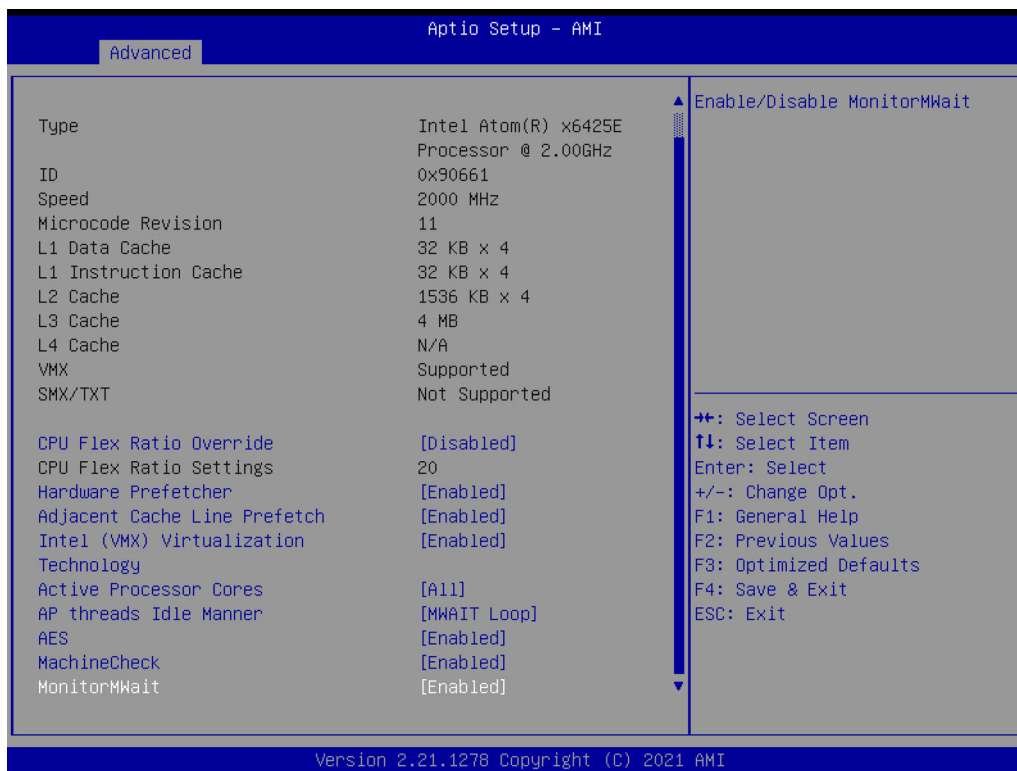 Aptio Setup – AMI
Advanced
Type Intel Atom(R) x6425E
Processor @ 2.00GHz
ID 0x90661
Speed 2000 MHz
Microcode Revision 11
L1 Data Cache 32 KB x 4
L1 Instruction Cache 32 KB x 4
L2 Cache 1536 KB x 4
L3 Cache 4 MB
L4 Cache N/A
VMX Supported
SMX/TXT Not Supported
CPU Flex Ratio Override [Disabled]
CPU Flex Ratio Settings 20
Hardware Prefetcher [Enabled]
Adjacent Cache Line Prefetch [Enabled]
Intel (VMX) Virtualization [Enabled]
Technology
Active Processor Cores [All]
AP threads Idle Manner [MWAIT Loop]
AES [Enabled]
MachineCheck [Enabled]
MonitorMWait [Enabled]
Enable/Disable MonitorMWait
→←: Select Screen
↑↓: Select Item
Enter: Select
+/-: Change Opt.
F1: General Help
F2: Previous Values
F3: Optimized Defaults
F4: Save & Exit
ESC: Exit
Version 2.21.1278 Copyright (C) 2021 AMI